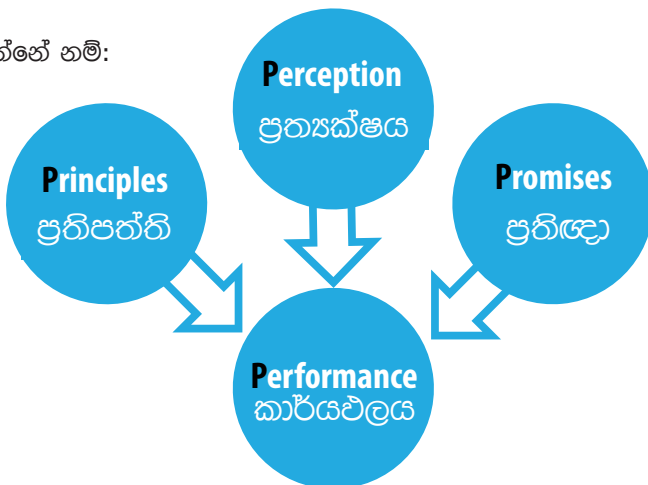 නම්:
Perception
ප්‍රත්‍යක්ෂය
Principles
ප්‍රතිපත්ති
Promises
ප්‍රතිඥා
Performance
කාර්යඵලය